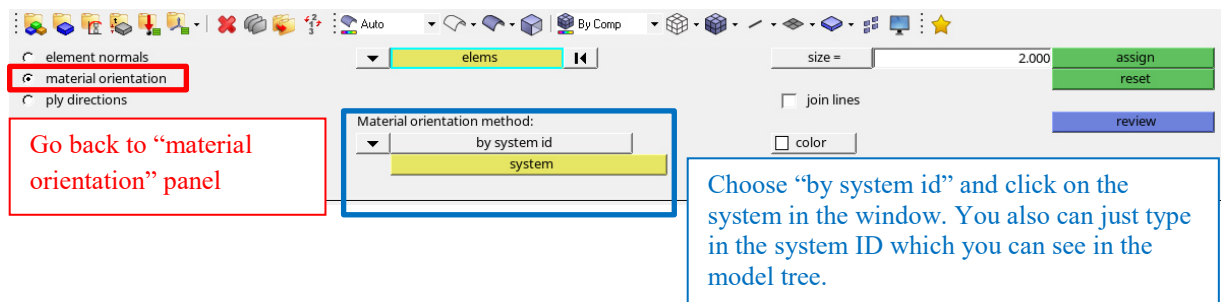 Auto
By Comp
element normals
elems
size =
2.000
assign
material orientation
reset
ply directions
join lines
Material orientation method:
review
by system id
color
system
Go back to “material
orientation” panel
Choose “by system id” and click on the
system in the window. You also can just type
in the system ID which you can see in the
model tree.